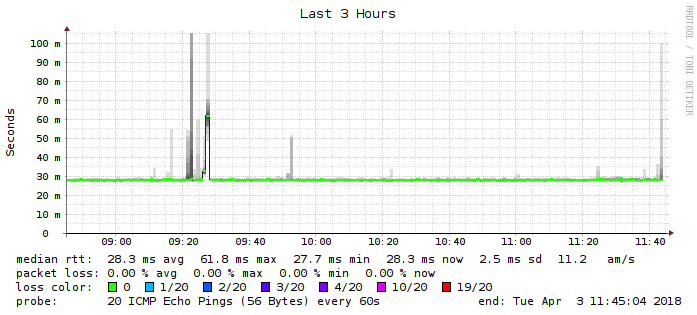 Last 3 Hours
RRDTOOL / TOBI OETIKER
Seconds
100 m
90 m
80 m
70 m
60 m
50 m
40 m
30 m
20 m
10 m
0
09:00 09:20 09:40 10:00 10:20 10:40 11:00 11:20 11:40
median rtt: 28.3 ms avg 61.8 ms max 27.7 ms min 28.3 ms now 2.5 ms sd 11.2 am/s
packet loss: 0.00 % avg 0.00 % max 0.00 % min 0.00 % now
loss color: 0 1/20 2/20 3/20 4/20 10/20 19/20
probe: 20 ICMP Echo Pings (56 Bytes) every 60s end: Tue Apr 3 11:45:04 2018